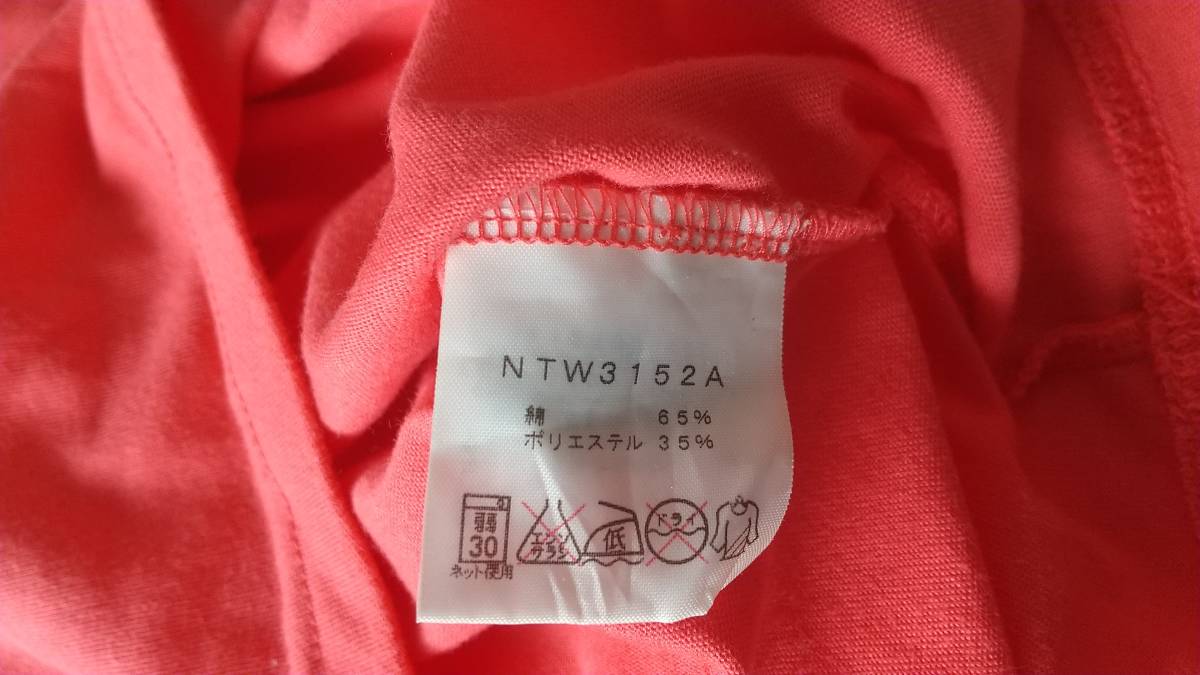 NTW3152A
綿 65%
ポリエステル 35%
弱
30
ネット使用
エンソ
サラシ
低
ドライ